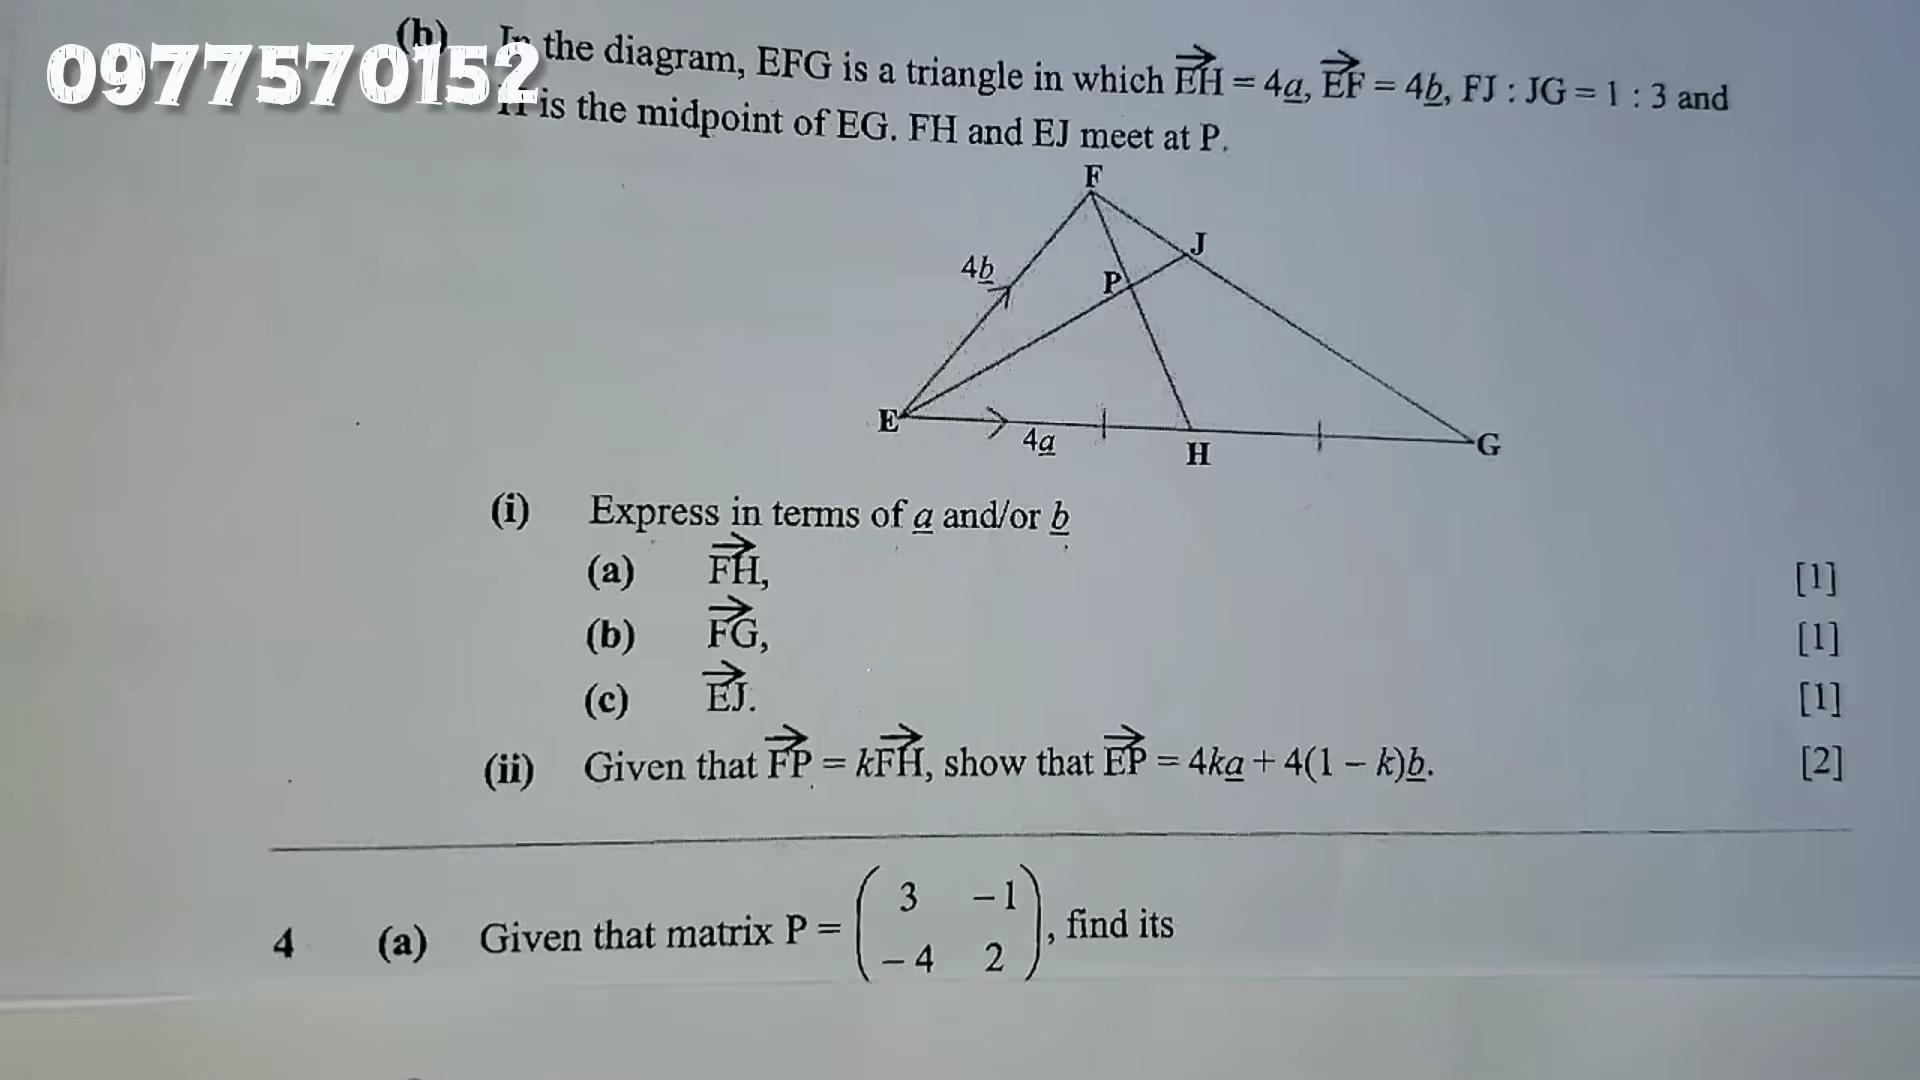 0977570152
(b) In the diagram, EFG is a triangle in which EH = 4a, EF = 4b, FJ : JG = 1 : 3 and
H is the midpoint of EG. FH and EJ meet at P.
F
J
4b
P
E
4a
H
G
(i) Express in terms of a and/or b
(a) FH, [1]
(b) FG, [1]
(c) EJ. [1]
(ii) Given that FP = kFH, show that EP = 4ka + 4(1 – k)b. [2]
4 (a) Given that matrix P = ( 3 –1
– 4 2 ), find its